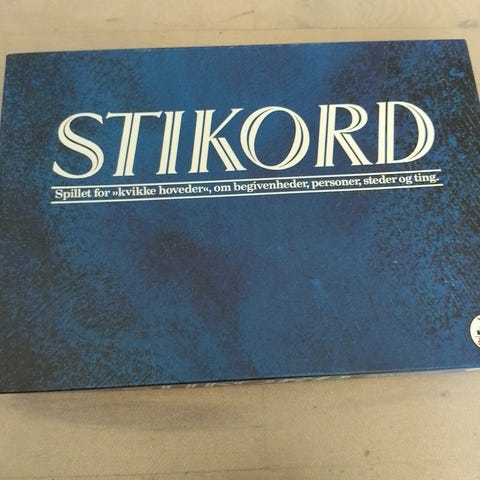 STIKORD
Spillet for »kvikke hoveder«, om begivenheder, personer, steder og ting.